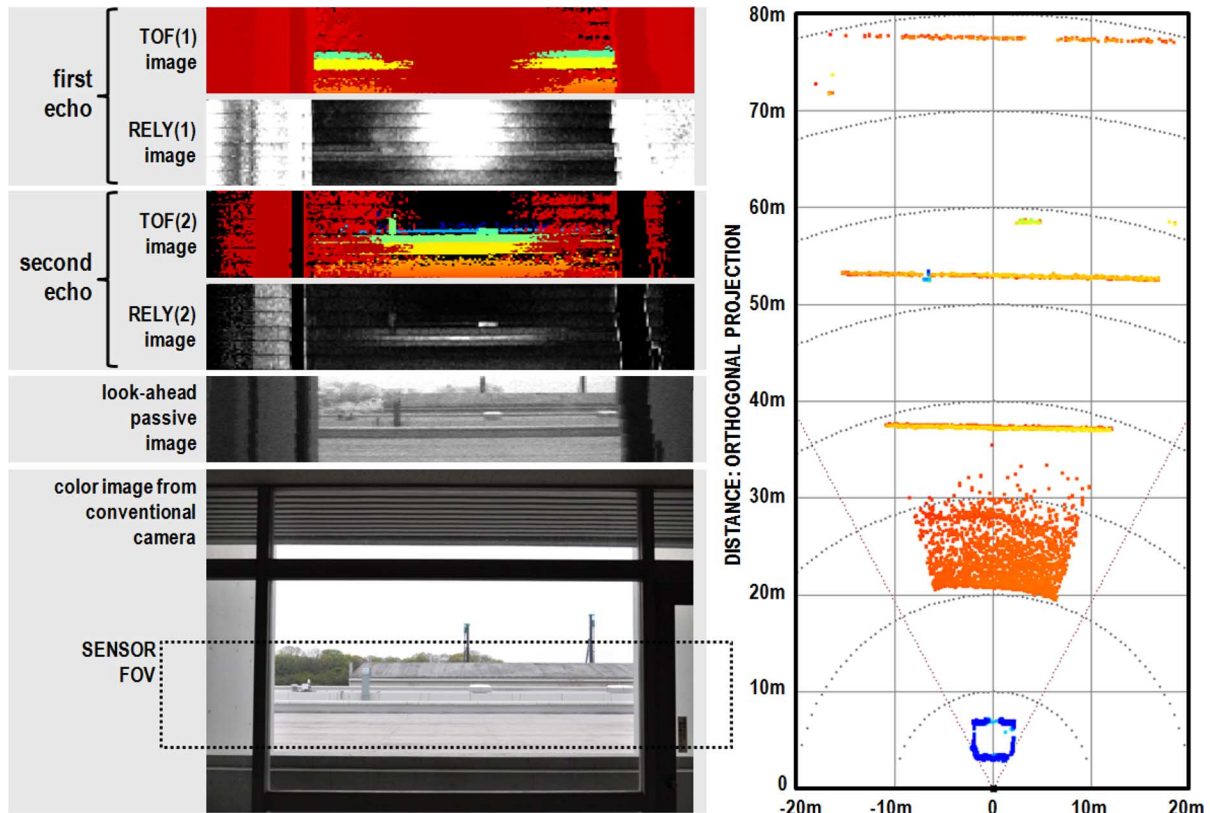 first
echo
TOF(1)
image
RELY(1)
image
second
echo
TOF(2)
image
RELY(2)
image
look-ahead
passive
image
color image from
conventional
camera
SENSOR
FOV
DISTANCE: ORTHOGONAL PROJECTION
80m
70m
60m
50m
40m
30m
20m
10m
0
-20m
-10m
0
10m
20m